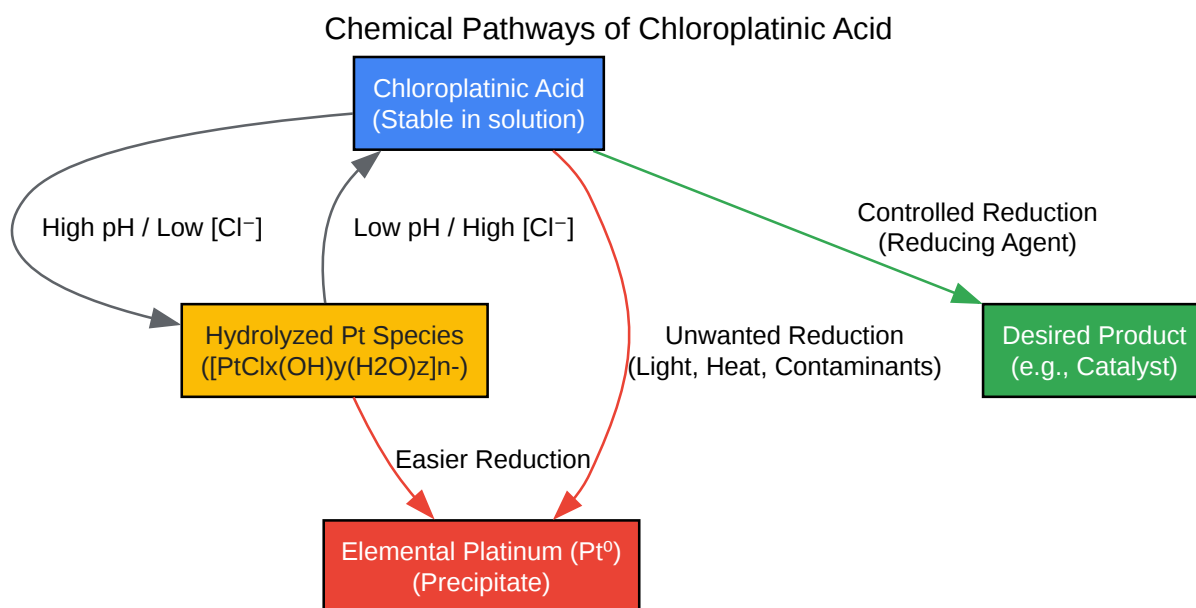 Chemical Pathways of Chloroplatinic Acid
Chloroplatinic Acid
(Stable in solution)
High pH / Low [Cl⁻]
Low pH / High [Cl⁻]
Controlled Reduction
(Reducing Agent)
Hydrolyzed Pt Species
([PtClx(OH)y(H2O)z]n-)
Unwanted Reduction
(Light, Heat, Contaminants)
Desired Product
(e.g., Catalyst)
Easier Reduction
Elemental Platinum (Pt⁰)
(Precipitate)